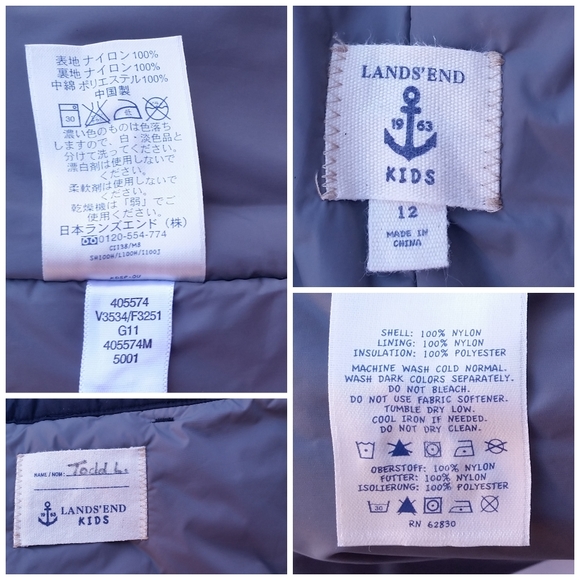 表地 ナイロン100%
裏地 ナイロン100%
中綿 ポリエステル100%
中国製
30
濃い色のものは色落ち
しますので、白・淡色品と
分けて洗ってください。
漂白剤は使用しないで
ください。
柔軟剤は使用しないで
ください。
乾燥機は「弱」でご
使用ください。
日本ランズエンド(株)
0120-554-774
405574
V3534/F3251
G11
405574M
5001
LANDS'END
19 63
KIDS
12
MADE IN
CHINA
NAME / NOM: Todd L.
LANDS'END
19 63
KIDS
SHELL: 100% NYLON
LINING: 100% NYLON
INSULATION: 100% POLYESTER
MACHINE WASH COLD NORMAL.
WASH DARK COLORS SEPARATELY.
DO NOT BLEACH.
DO NOT USE FABRIC SOFTENER.
TUMBLE DRY LOW.
COOL IRON IF NEEDED.
DO NOT DRY CLEAN.
OBERSTOFF: 100% NYLON
FUTTER: 100% NYLON
ISOLIERUNG: 100% POLYESTER
30
RN 62830